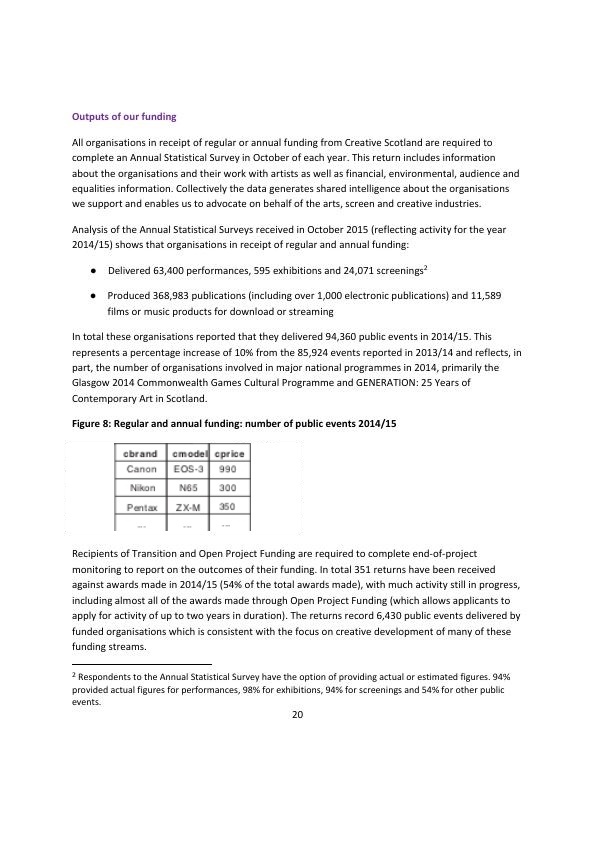 Outputs of our funding
All organisations in receipt of regular or annual funding from Creative Scotland are required to
complete an Annual Statistical Survey in October of each year. This return includes information
about the organisations and their work with artists as well as financial, environmental, audience and
equalities information. Collectively the data generates shared intelligence about the organisations
we support and enables us to advocate on behalf of the arts, screen and creative industries.
Analysis of the Annual Statistical Surveys received in October 2015 (reflecting activity for the year
2014/15) shows that organisations in receipt of regular and annual funding:
● Delivered 63,400 performances, 595 exhibitions and 24,071 screenings²
● Produced 368,983 publications (including over 1,000 electronic publications) and 11,589
films or music products for download or streaming
In total these organisations reported that they delivered 94,360 public events in 2014/15. This
represents a percentage increase of 10% from the 85,924 events reported in 2013/14 and reflects, in
part, the number of organisations involved in major national programmes in 2014, primarily the
Glasgow 2014 Commonwealth Games Cultural Programme and GENERATION: 25 Years of
Contemporary Art in Scotland.
Figure 8: Regular and annual funding: number of public events 2014/15
cbrand cmodel cprice
Canon EOS-3 990
Nikon N65 300
Pentax ZX-M 350
... ... ...
Recipients of Transition and Open Project Funding are required to complete end-of-project
monitoring to report on the outcomes of their funding. In total 351 returns have been received
against awards made in 2014/15 (54% of the total awards made), with much activity still in progress,
including almost all of the awards made through Open Project Funding (which allows applicants to
apply for activity of up to two years in duration). The returns record 6,430 public events delivered by
funded organisations which is consistent with the focus on creative development of many of these
funding streams.
² Respondents to the Annual Statistical Survey have the option of providing actual or estimated figures. 94%
provided actual figures for performances, 98% for exhibitions, 94% for screenings and 54% for other public
events.
20